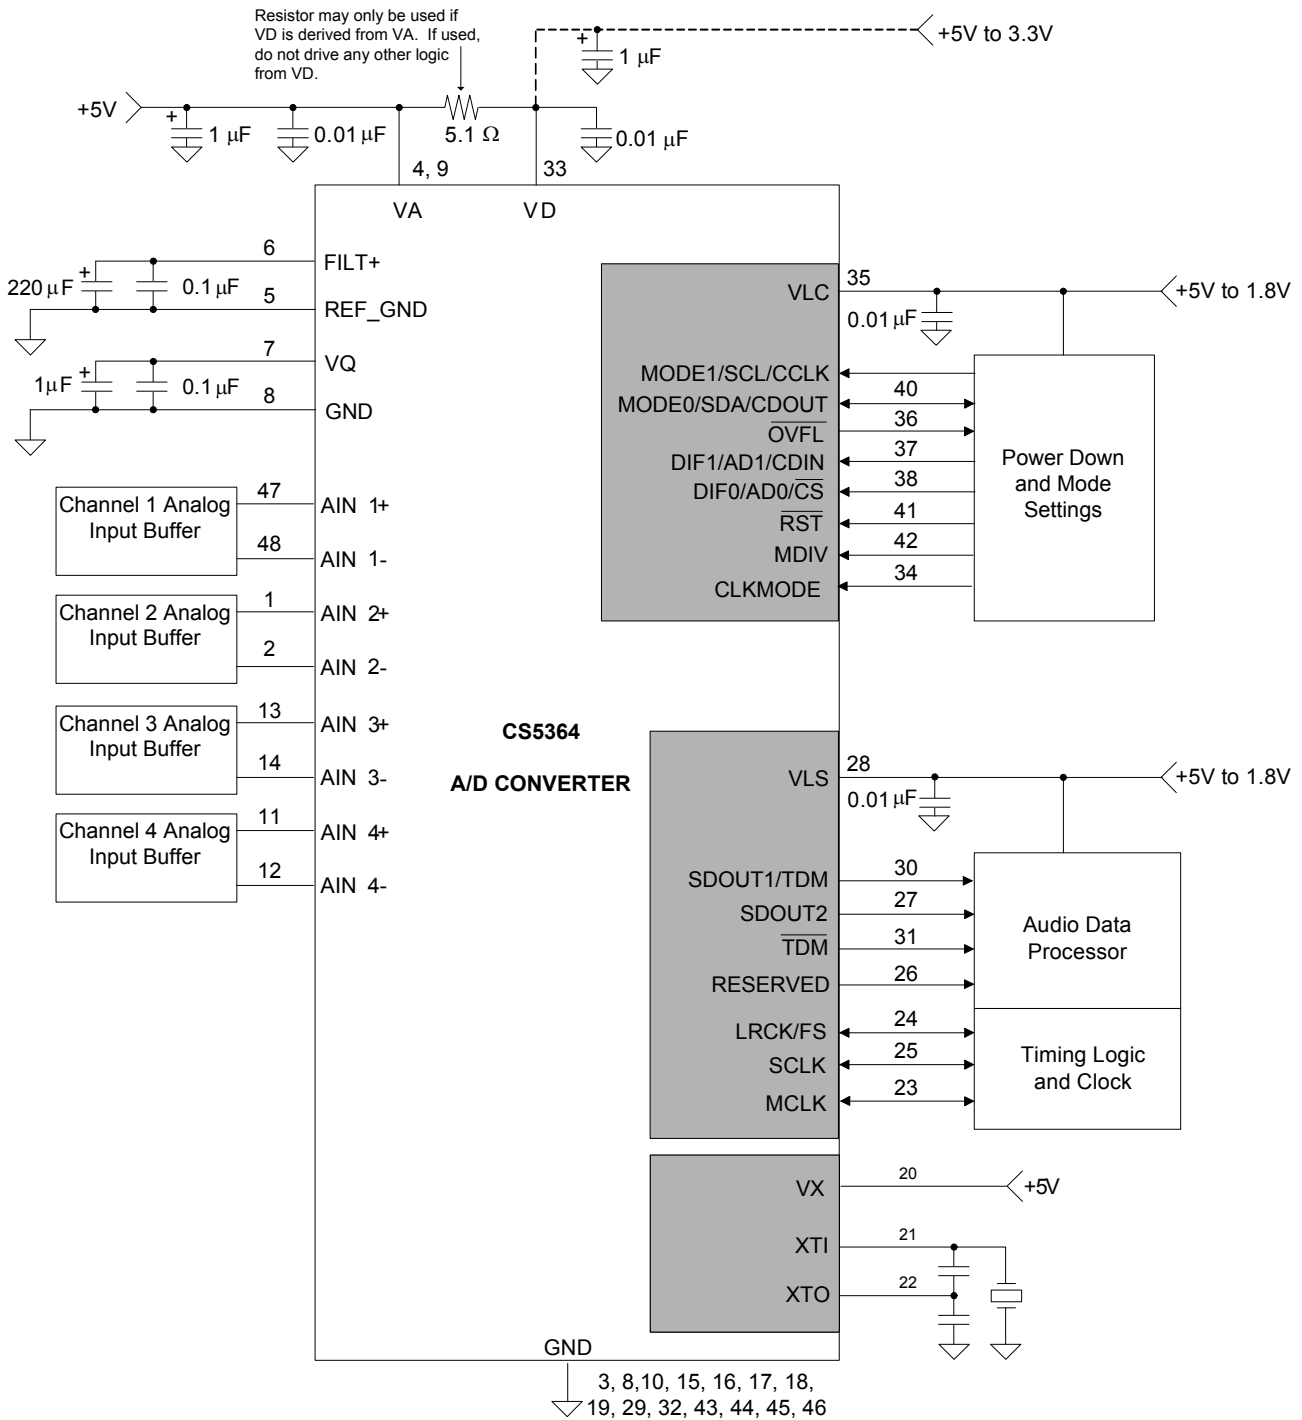 Resistor may only be used if
VD is derived from VA. If used,
do not drive any other logic
from VD.
+5V to 3.3V
+
1 µF
+5V
+
1 µF
0.01 µF
5.1 Ω
0.01 µF
4, 9
33
VA
VD
6
FILT+
220 µF
+
0.1 µF
5
REF_GND
7
VQ
1µF
+
0.1 µF
8
GND
35
VLC
+5V to 1.8V
0.01 µF
MODE1/SCL/CCLK
40
MODE0/SDA/CDOUT
36
OVFL
37
DIF1/AD1/CDIN
38
DIF0/AD0/CS
41
RST
42
MDIV
34
CLKMODE
Power Down
and Mode
Settings
Channel 1 Analog
Input Buffer
47
AIN 1+
48
AIN 1-
Channel 2 Analog
Input Buffer
1
AIN 2+
2
AIN 2-
Channel 3 Analog
Input Buffer
13
AIN 3+
14
AIN 3-
Channel 4 Analog
Input Buffer
11
AIN 4+
12
AIN 4-
CS5364
A/D CONVERTER
28
VLS
+5V to 1.8V
0.01 µF
SDOUT1/TDM
30
SDOUT2
27
TDM
31
RESERVED
26
Audio Data
Processor
LRCK/FS
24
SCLK
25
MCLK
23
Timing Logic
and Clock
VX
20
+5V
XTI
21
XTO
22
GND
3, 8,10, 15, 16, 17, 18,
19, 29, 32, 43, 44, 45, 46